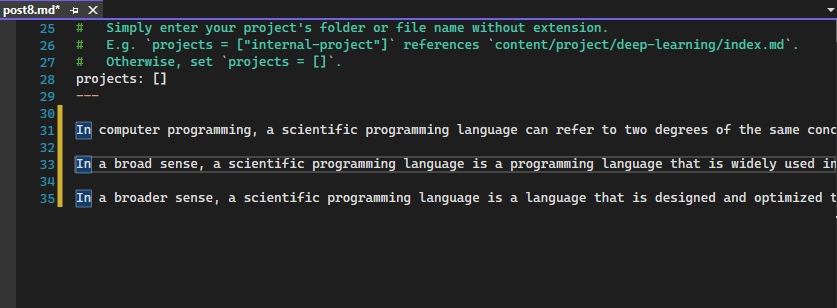 post8.md*
25 #   Simply enter your project's folder or file name without extension.
26 #   E.g. `projects = ["internal-project"]` references `content/project/deep-learning/index.md`.
27 #   Otherwise, set `projects = []`.
28 projects: []
29 ---
30
31 In computer programming, a scientific programming language can refer to two degrees of the same conc
32
33 In a broad sense, a scientific programming language is a programming language that is widely used in
34
35 In a broader sense, a scientific programming language is a language that is designed and optimized t